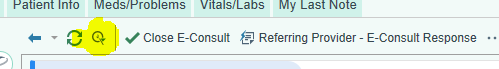 Patient Info Meds/Problems Vitals/Labs My Last Note
Close E-Consult Referring Provider - E-Consult Response